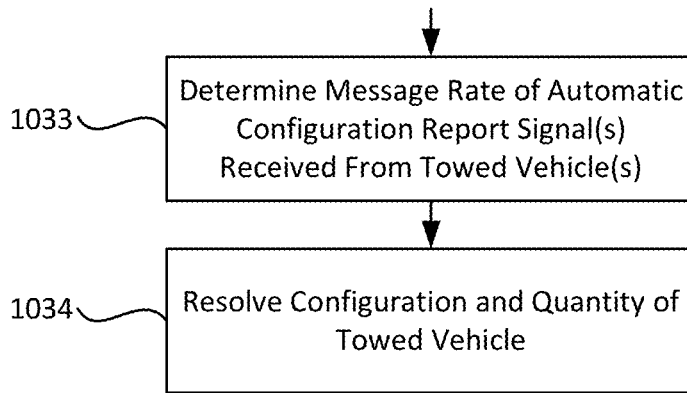 1033
Determine Message Rate of Automatic
Configuration Report Signal(s)
Received From Towed Vehicle(s)
1034
Resolve Configuration and Quantity of
Towed Vehicle